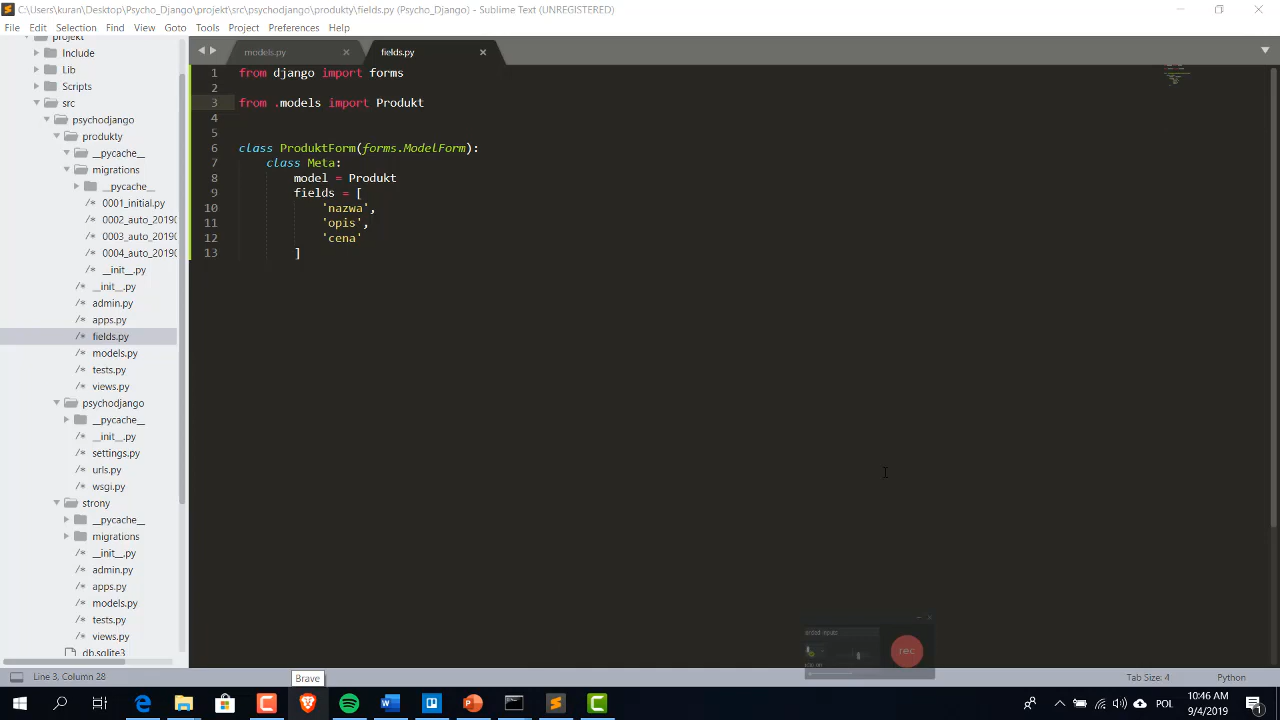 C:\Users\kuran\Desktop\Psycho_Django\projekt\src\psychodjango\produkty\fields.py (Psycho_Django) - Sublime Text (UNREGISTERED)
File Edit Selection Find View Goto Tools Project Preferences Help
projekt
Include
Lib
Scripts
src
psychodjango
produkty
__pycache__
migrations
__pycache__
0001_initial.py
0002_auto_2019
0003_auto_2019
0004_auto_2019
__init__.py
__init__.py
admin.py
apps.py
fields.py
models.py
tests.py
views.py
psychodjango
__pycache__
__init__.py
settings.py
urls.py
wsgi.py
strony
__pycache__
migrations
__init__.py
admin.py
apps.py
models.py
tests.py
views.py
db.sqlite3
models.py
fields.py
1 from django import forms
2
3 from .models import Produkt
4
5
6 class ProduktForm(forms.ModelForm):
7 class Meta:
8 model = Produkt
9 fields = [
10 'nazwa',
11 'opis',
12 'cena'
13 ]
rec
Brave
Line 3, Column 28
Tab Size: 4
Python
POL
10:46 AM
9/4/2019